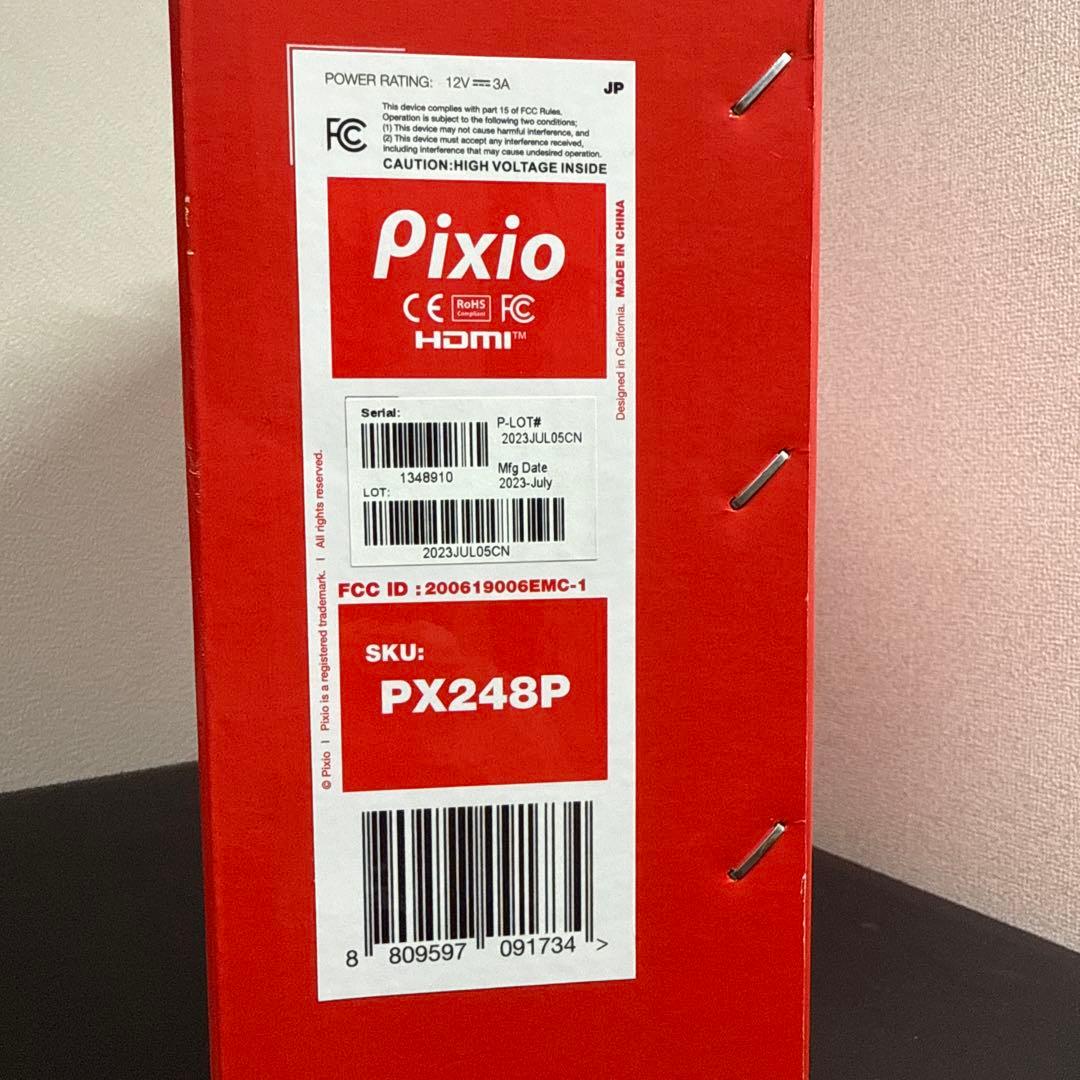 POWER RATING: 12V⎓3A
JP
FC
This device complies with part 15 of FCC Rules.
Operation is subject to the following two conditions;
(1) This device may not cause harmful interference, and
(2) This device must accept any interference received,
including interference that may cause undesired operation.
CAUTION:HIGH VOLTAGE INSIDE
Pixio
CE RoHS Compliant FC
HDMI™
Designed in California. MADE IN CHINA
Serial:
1348910
P-LOT#
2023JUL05CN
Mfg Date
2023-July
LOT:
2023JUL05CN
© Pixio I Pixio is a registered trademark. I All rights reserved.
FCC ID : 200619006EMC-1
SKU:
PX248P
8 809597 091734 >